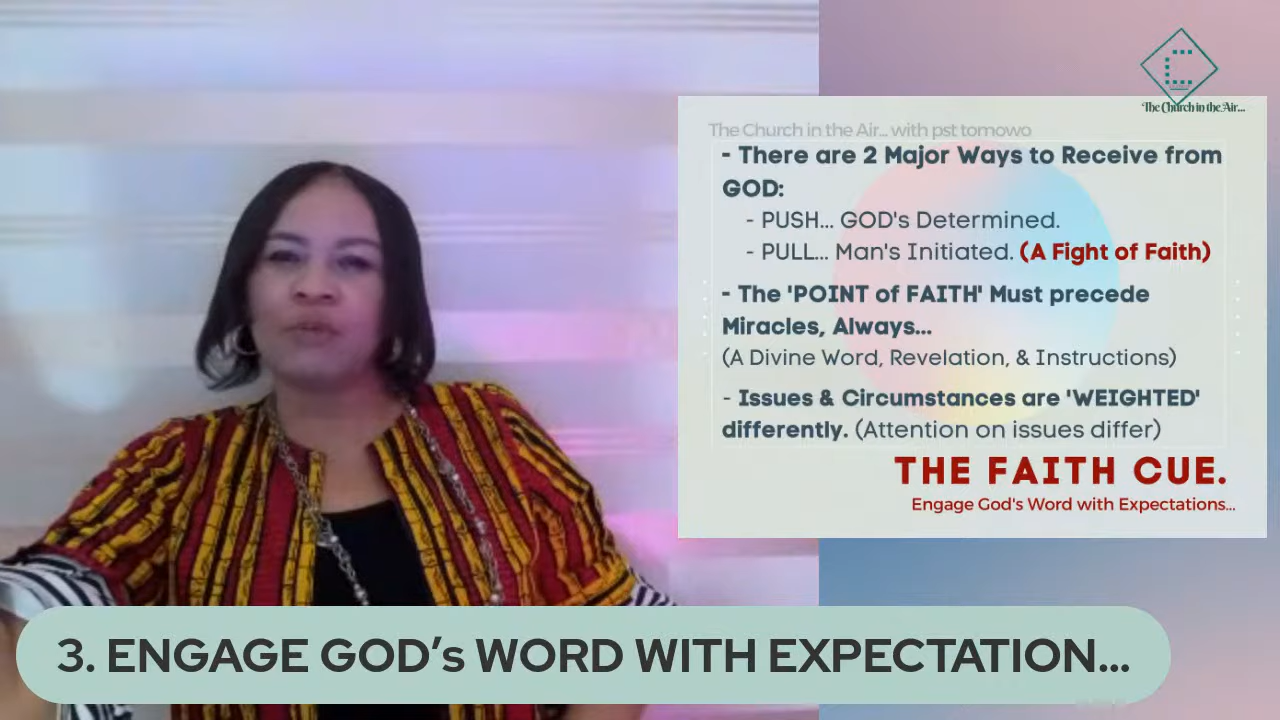 The Church in the Air...
The Church in the Air... with pst tomowo
- There are 2 Major Ways to Receive from
GOD:
- PUSH... GOD's Determined.
- PULL... Man's Initiated. (A Fight of Faith)
- The 'POINT of FAITH' Must precede
Miracles, Always...
(A Divine Word, Revelation, & Instructions)
- Issues & Circumstances are 'WEIGHTED'
differently. (Attention on issues differ)
THE FAITH CUE.
Engage God's Word with Expectations...
3. ENGAGE GOD’s WORD WITH EXPECTATION...